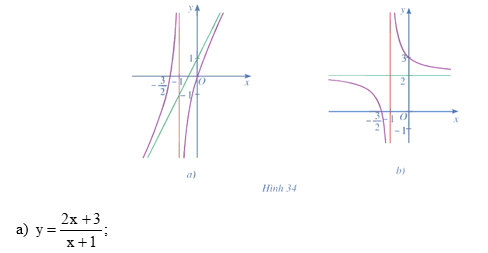 y y
1 3
-3/2 -1 O x 2
-1 -3/2 -1 O x
-1
a) b)
Hình 34
a) y = (2x + 3)/(x + 1);